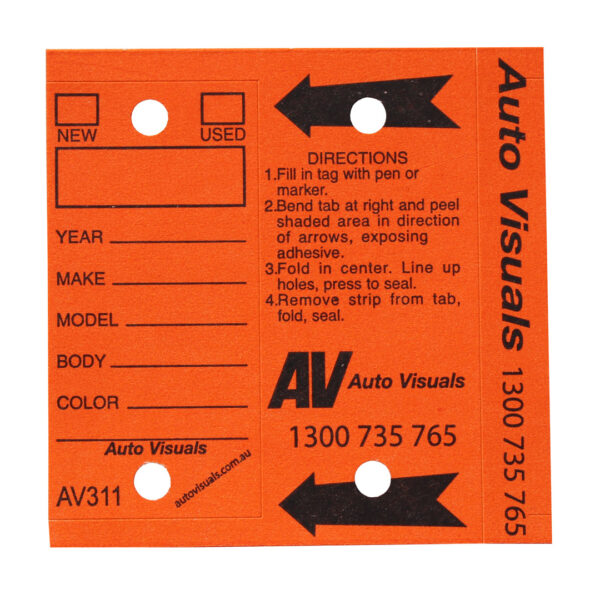 NEW USED
YEAR
MAKE
MODEL
BODY
COLOR
Auto Visuals
autovisuals.com.au
AV311
DIRECTIONS
1.Fill in tag with pen or
marker.
2.Bend tab at right and peel
shaded area in direction
of arrows, exposing
adhesive.
3.Fold in center. Line up
holes, press to seal.
4.Remove strip from tab,
fold, seal.
AV Auto Visuals
1300 735 765
Auto Visuals 1300 735 765